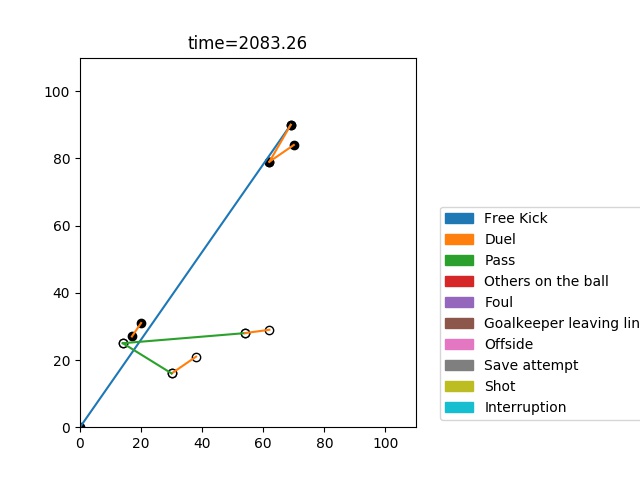 time=2083.26
100
80
60
40
20
0
0 20 40 60 80 100
Free Kick
Duel
Pass
Others on the ball
Foul
Goalkeeper leaving lin
Offside
Save attempt
Shot
Interruption